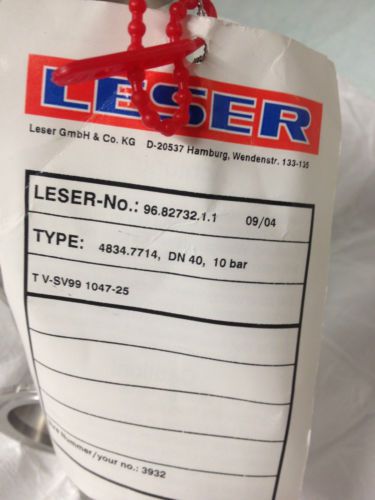 LESER
Leser GmbH & Co. KG D-20537 Hamburg, Wendenstr. 133-135
LESER-No.: 96.82732.1.1 09/04
TYPE: 4834.7714, DN 40, 10 bar
T V-SV99 1047-25
Nummer/your no.: 3932